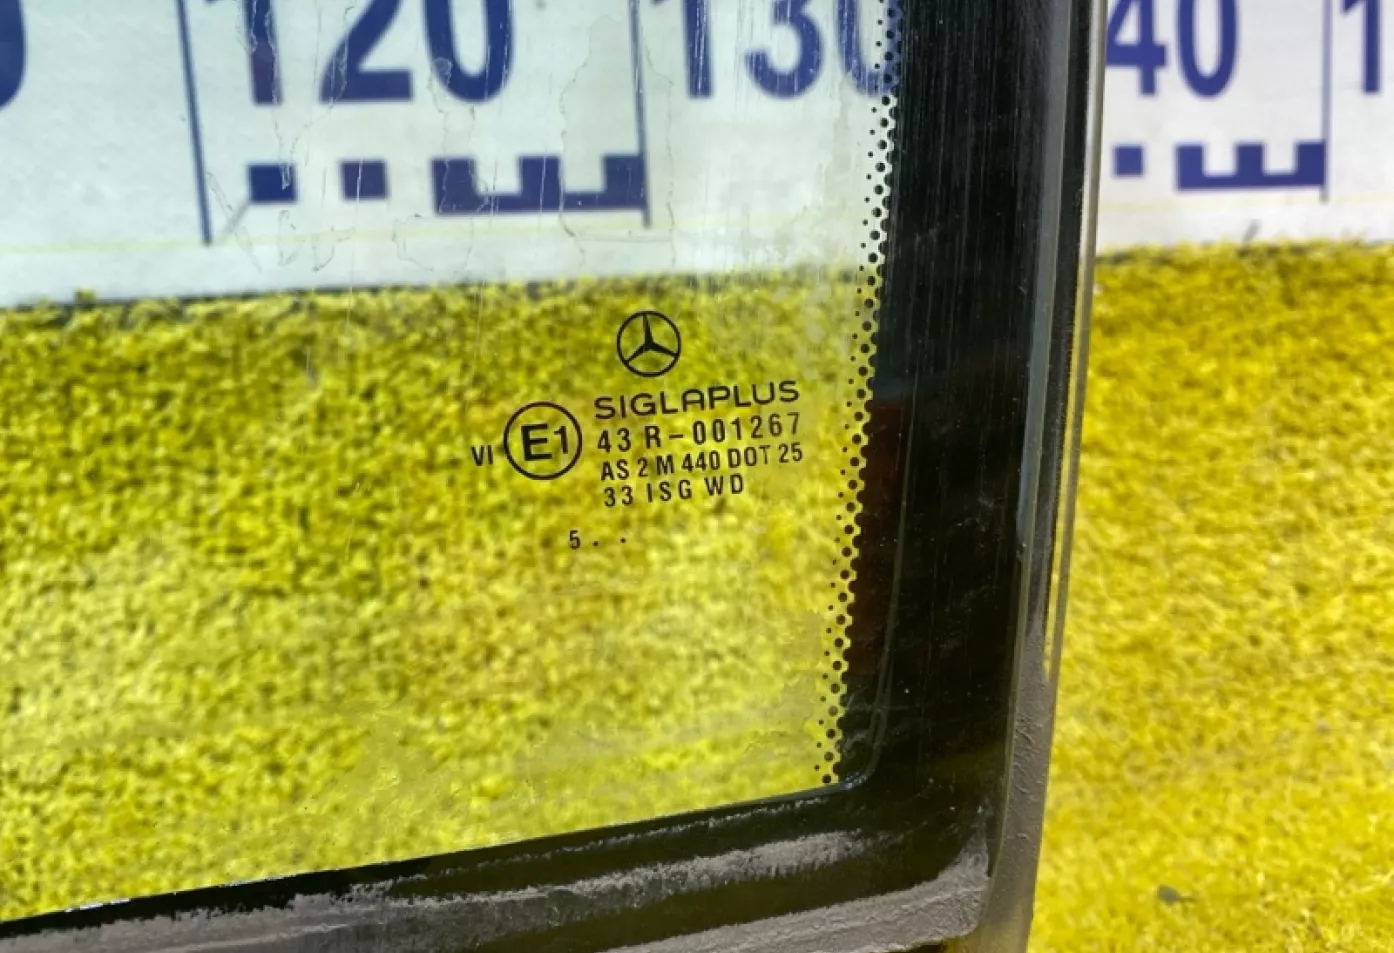 120
130
40
SIGLAPLUS
VI E1 43 R-001267
AS 2 M 440 DOT 25
33 ISG WD
5 . .